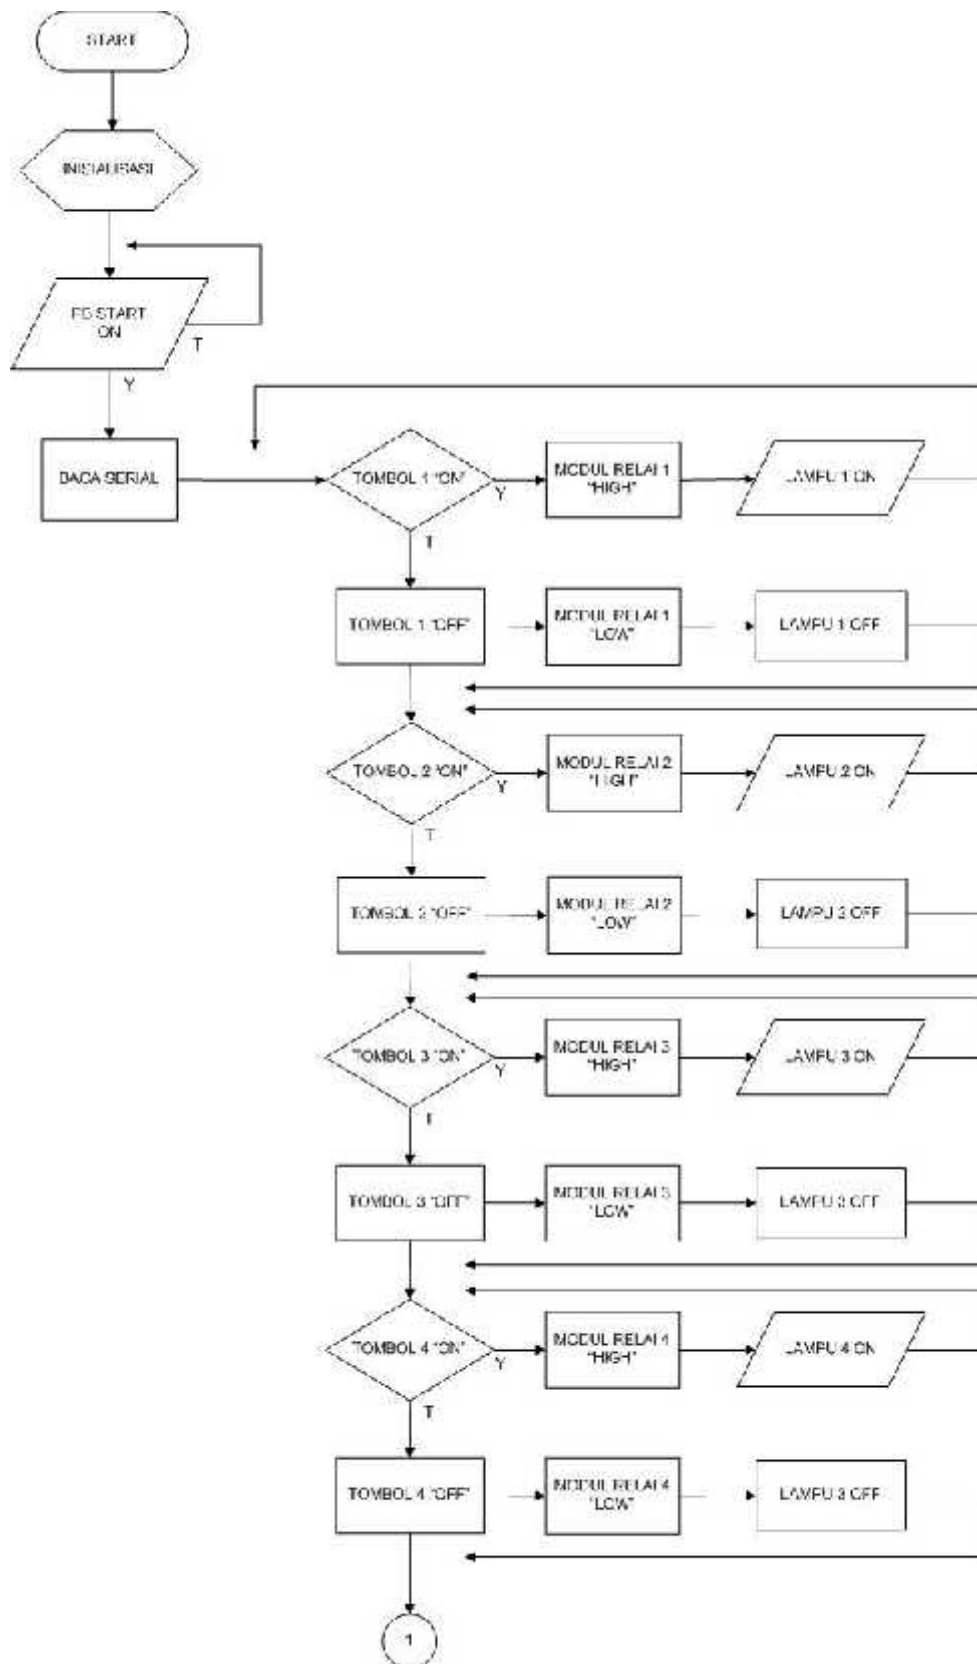 START
INISIALISASI
PB START
ON
T
Y
BACA SERIAL
TOMBOL 1 "ON"
Y
T
MODUL RELAI 1
"HIGH"
LAMPU 1 ON
TOMBOL 1 "OFF"
MODUL RELAI 1
"LOW"
LAMPU 1 OFF
TOMBOL 2 "ON"
Y
T
MODUL RELAI 2
"HIGH"
LAMPU 2 ON
TOMBOL 2 "OFF"
MODUL RELAI 2
"LOW"
LAMPU 2 OFF
TOMBOL 3 "ON"
Y
T
MODUL RELAI 3
"HIGH"
LAMPU 3 ON
TOMBOL 3 "OFF"
MODUL RELAI 3
"LOW"
LAMPU 3 OFF
TOMBOL 4 "ON"
Y
T
MODUL RELAI 4
"HIGH"
LAMPU 4 ON
TOMBOL 4 "OFF"
MODUL RELAI 4
"LOW"
LAMPU 3 OFF
1